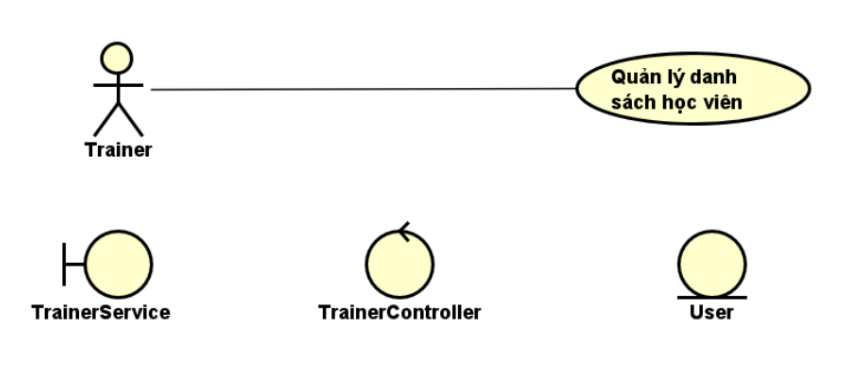 Quản lý danh
sách học viên
Trainer
TrainerService
TrainerController
User